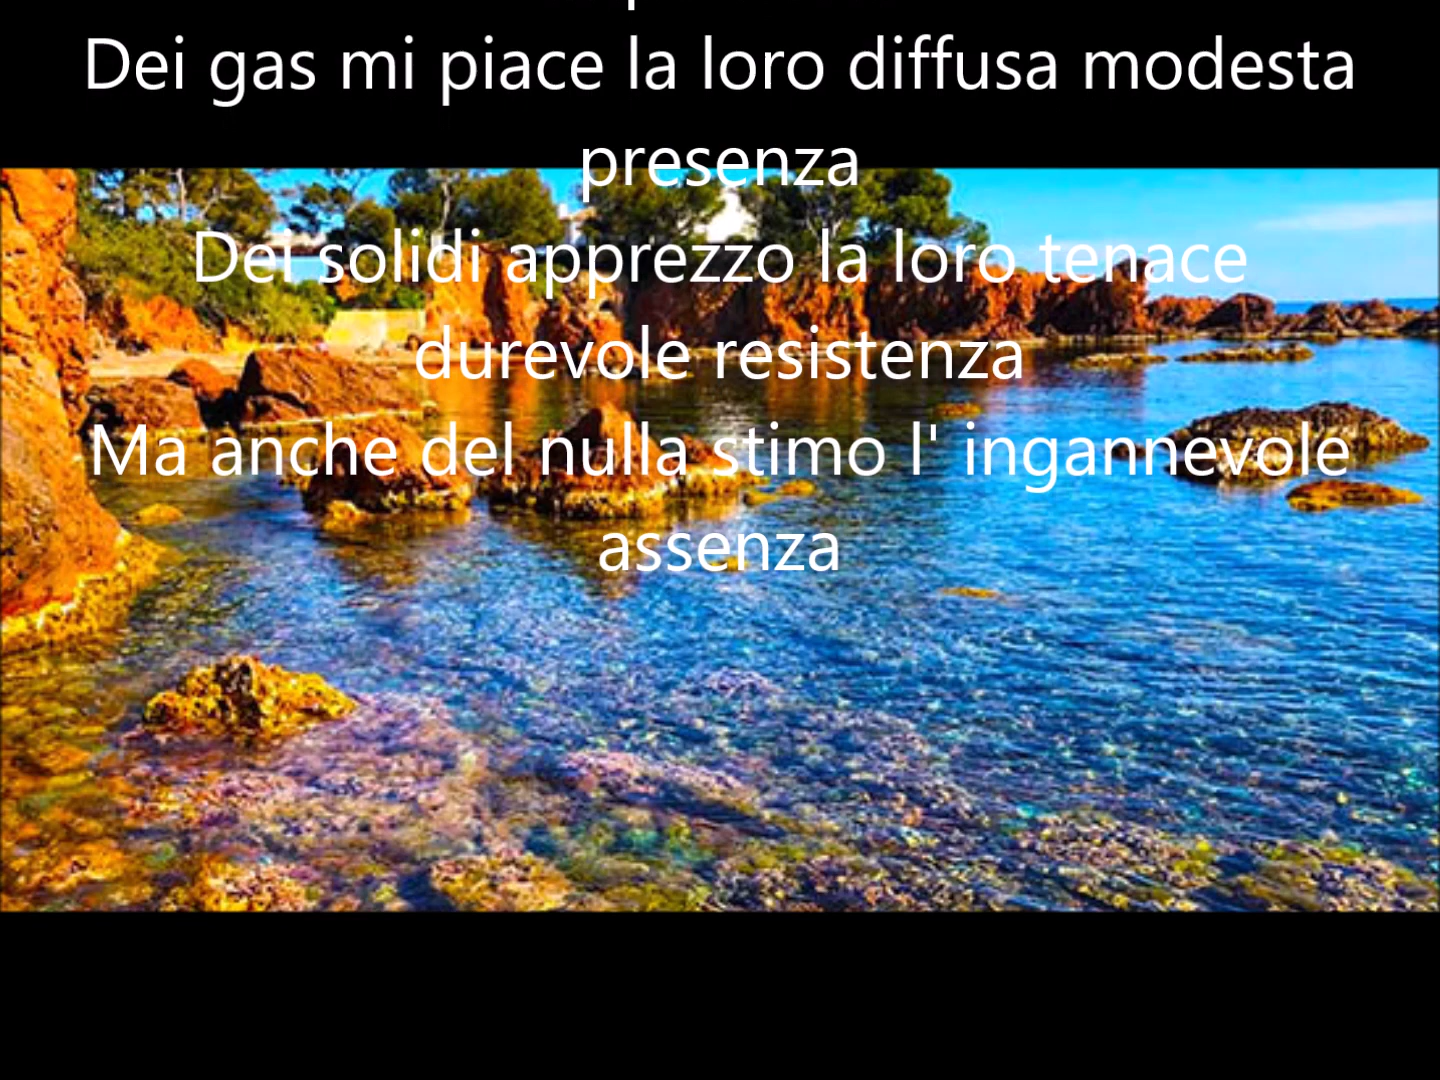 Dei gas mi piace la loro diffusa modesta
presenza
Dei solidi apprezzo la loro tenace
durevole resistenza
Ma anche del nulla stimo l' ingannevole
assenza